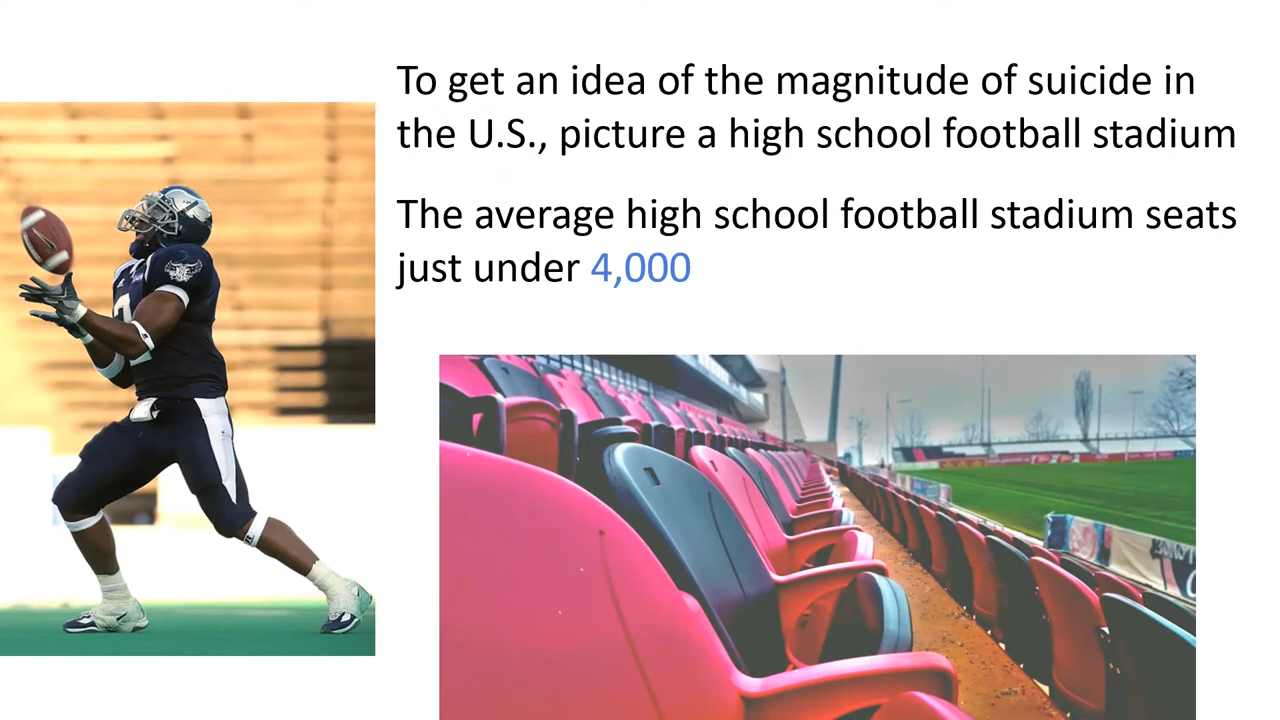 To get an idea of the magnitude of suicide in
the U.S., picture a high school football stadium
The average high school football stadium seats
just under 4,000